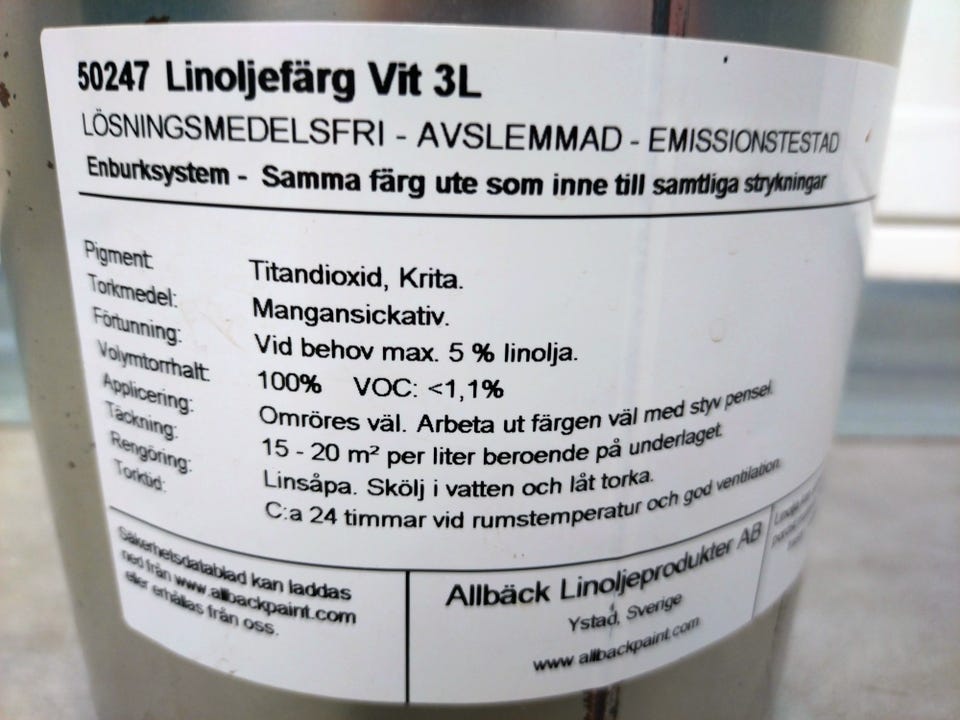 50247 Linoljefärg Vit 3L
LÖSNINGSMEDELSFRI - AVSLEMMAD - EMISSIONSTESTAD
Enburksystem - Samma färg ute som inne till samtliga strykningar
Pigment: Titandioxid, Krita.
Torkmedel: Mangansickativ.
Förtunning: Vid behov max. 5 % linolja.
Volymtorrhalt: 100% VOC: <1,1%
Applicering: Omröres väl. Arbeta ut färgen väl med styv pensel.
Täckning: 15 - 20 m² per liter beroende på underlaget.
Rengöring: Linsåpa. Skölj i vatten och låt torka.
Torktid: C:a 24 timmar vid rumstemperatur och god ventilation.
Säkerhetsdatablad kan laddas
ned från www.allbackpaint.com
eller erhållas från oss.
Allbäck Linoljeprodukter AB
Ystad, Sverige
www.allbackpaint.com